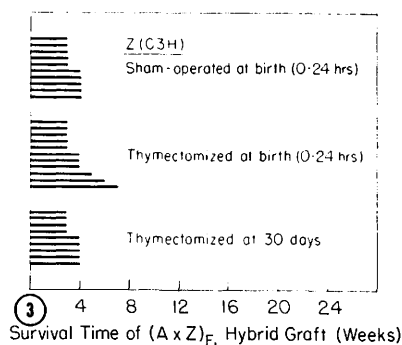 Z (C3H)
Sham-operated at birth (0-24 hrs)
Thymectomized at birth (0-24 hrs)
Thymectomized at 30 days
3 4 8 12 16 20 24
Survival Time of (A x Z)F1 Hybrid Graft (Weeks)